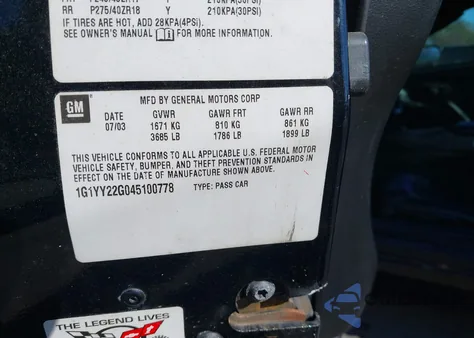 RR P275/40ZR18 Y 210KPA(30PSI)
IF TIRES ARE HOT, ADD 28KPA(4PSI).
SEE OWNER'S MANUAL FOR MORE INFORMATION
GM
MFD BY GENERAL MOTORS CORP
DATE GVWR GAWR FRT GAWR RR
07/03 1671 KG 810 KG 861 KG
3685 LB 1786 LB 1899 LB
THIS VEHICLE CONFORMS TO ALL APPLICABLE U.S. FEDERAL MOTOR
VEHICLE SAFETY, BUMPER, AND THEFT PREVENTION STANDARDS IN
EFFECT ON THE DATE OF MANUFACTURE SHOWN ABOVE.
1G1YY22G045100778 TYPE: PASS CAR
THE LEGEND LIVES